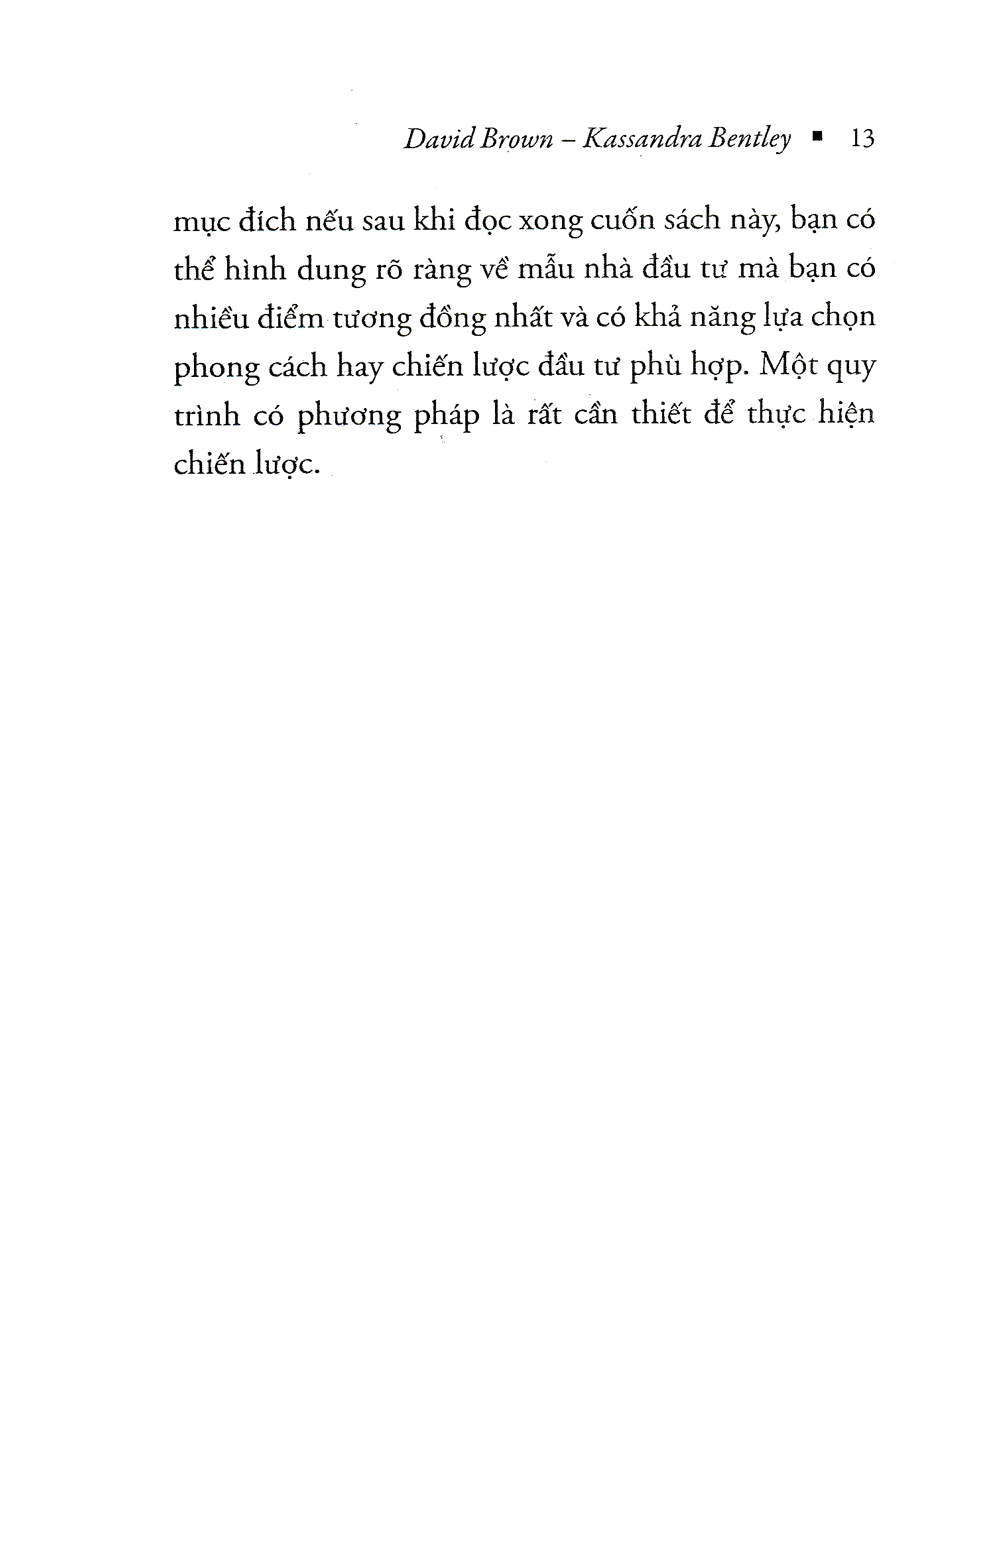 David Brown – Kassandra Bentley ▪ 13
mục đích nếu sau khi đọc xong cuốn sách này, bạn có
thể hình dung rõ ràng về mẫu nhà đầu tư mà bạn có
nhiều điểm tương đồng nhất và có khả năng lựa chọn
phong cách hay chiến lược đầu tư phù hợp. Một quy
trình có phương pháp là rất cần thiết để thực hiện
chiến lược.